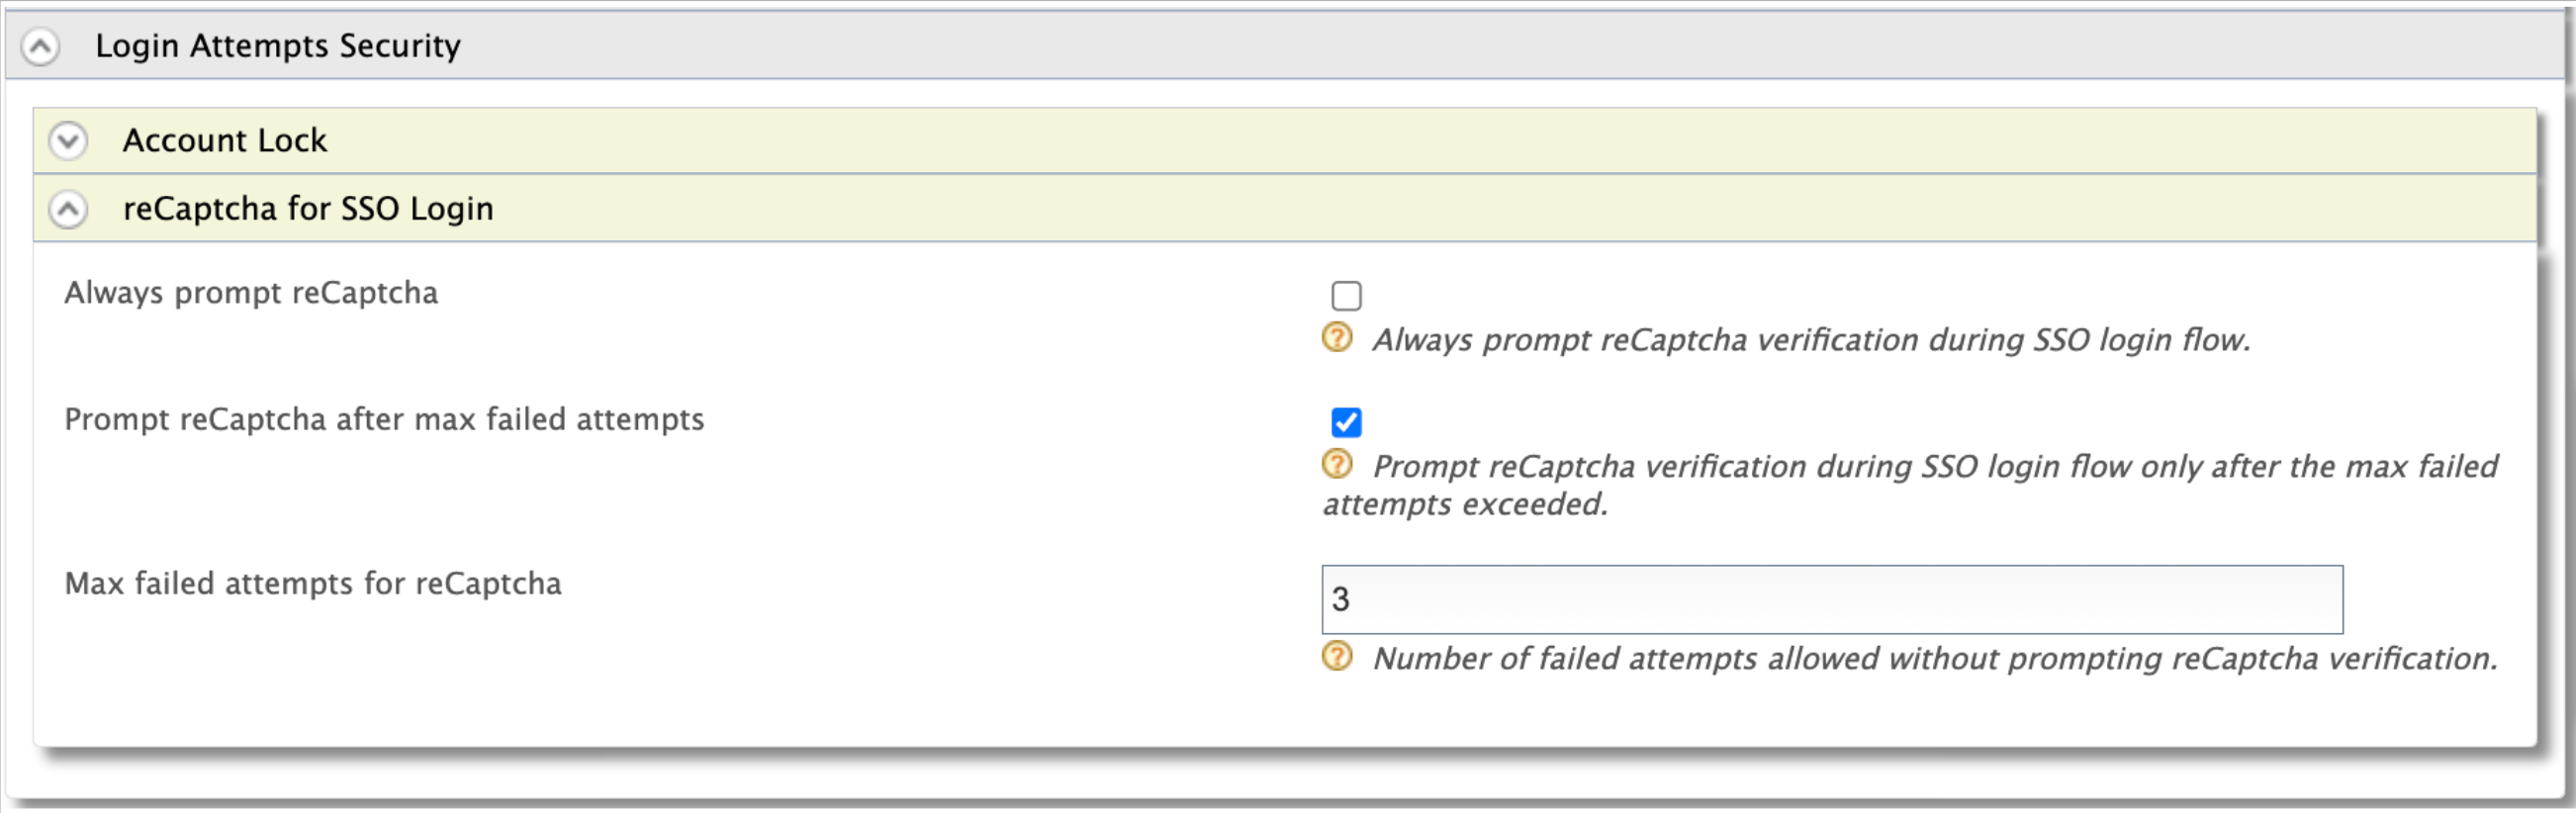 Login Attempts Security
Account Lock
reCaptcha for SSO Login
Always prompt reCaptcha
Always prompt reCaptcha verification during SSO login flow.
Prompt reCaptcha after max failed attempts
Prompt reCaptcha verification during SSO login flow only after the max failed
attempts exceeded.
Max failed attempts for reCaptcha
3
Number of failed attempts allowed without prompting reCaptcha verification.